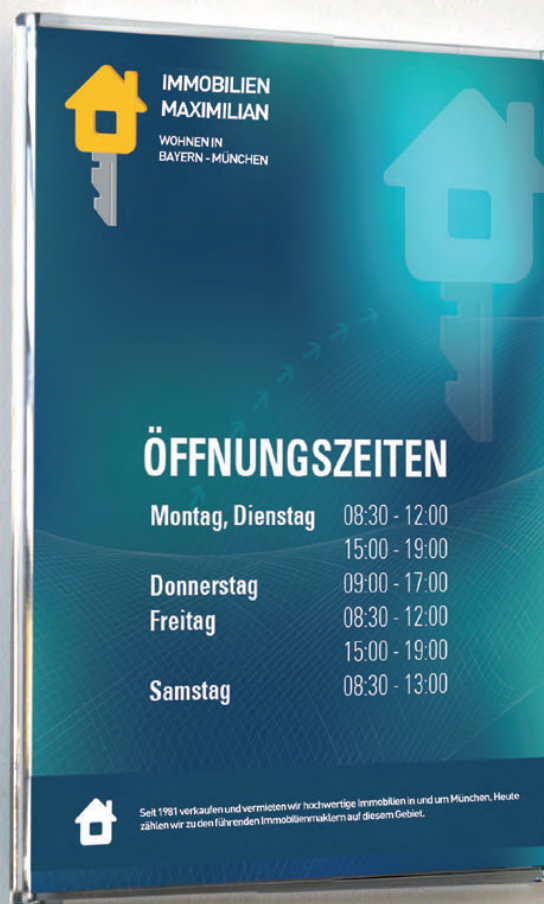 IMMOBILIEN
MAXIMILIAN
WOHNEN IN
BAYERN - MÜNCHEN
ÖFFNUNGSZEITEN
Montag, Dienstag 08:30 - 12:00
15:00 - 19:00
Donnerstag 09:00 - 17:00
Freitag 08:30 - 12:00
15:00 - 19:00
Samstag 08:30 - 13:00
Seit 1981 verkaufen und vermieten wir hochwertige Immobilien in und um München. Heute
zählen wir zu den führenden Immobilienmaklern auf diesem Gebiet.